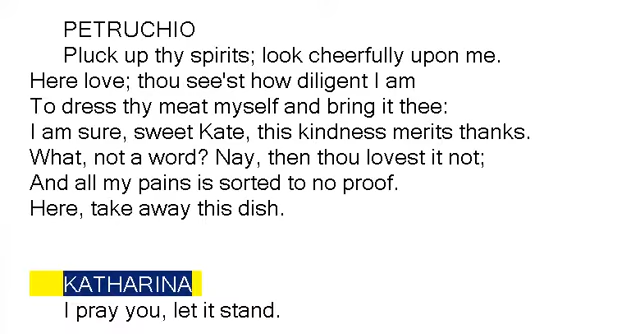 PETRUCHIO
Pluck up thy spirits; look cheerfully upon me.
Here love; thou see'st how diligent I am
To dress thy meat myself and bring it thee:
I am sure, sweet Kate, this kindness merits thanks.
What, not a word? Nay, then thou lovest it not;
And all my pains is sorted to no proof.
Here, take away this dish.
KATHARINA
I pray you, let it stand.